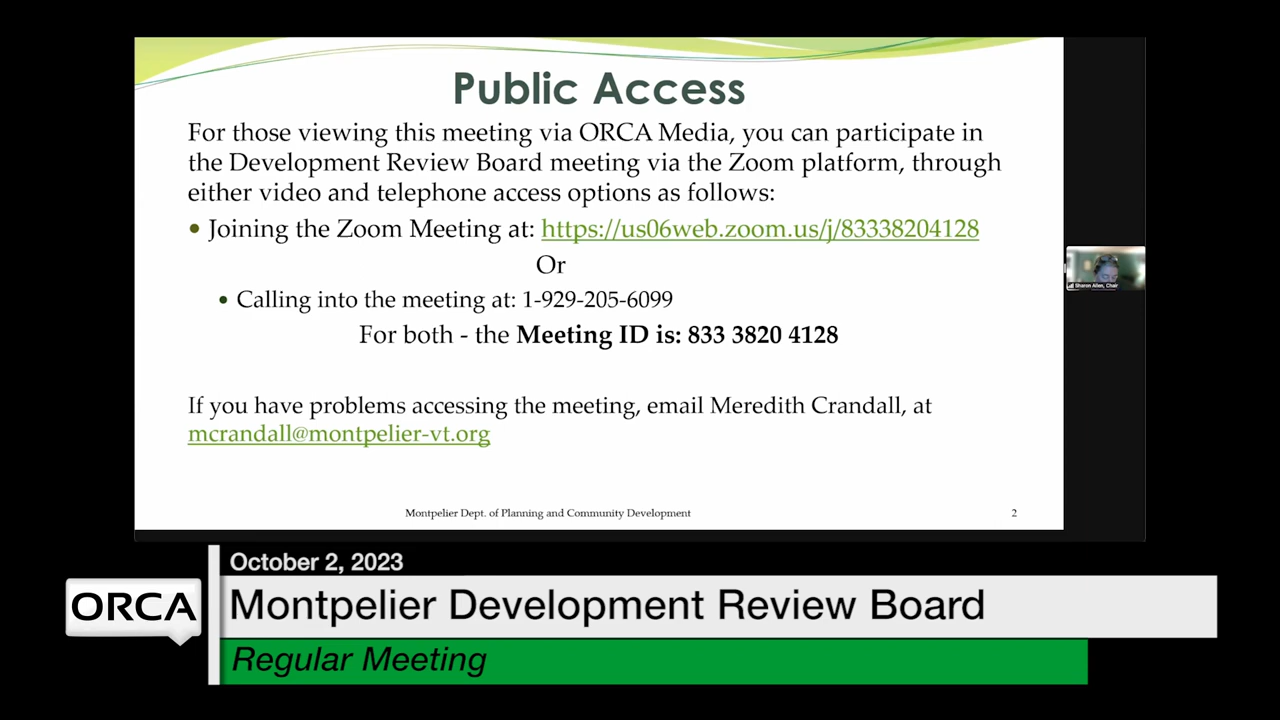 Public Access
For those viewing this meeting via ORCA Media, you can participate in
the Development Review Board meeting via the Zoom platform, through
either video and telephone access options as follows:
• Joining the Zoom Meeting at: https://us06web.zoom.us/j/83338204128
Or
• Calling into the meeting at: 1-929-205-6099
For both - the Meeting ID is: 833 3820 4128
If you have problems accessing the meeting, email Meredith Crandall, at
mcrandall@montpelier-vt.org
Montpelier Dept. of Planning and Community Development
2
Sharon Allen, Chair
October 2, 2023
ORCA
Montpelier Development Review Board
Regular Meeting